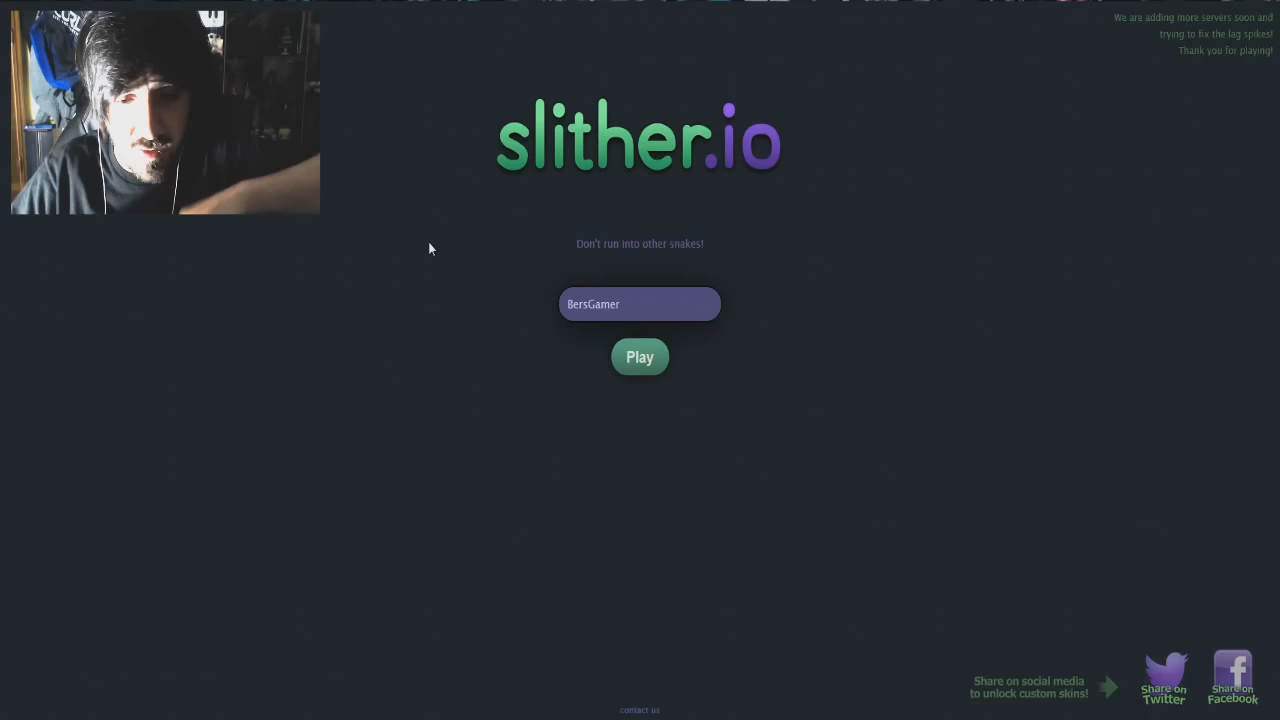 We are adding more servers soon and
trying to fix the lag spikes!
Thank you for playing!
slither.io
Don't run into other snakes!
BersGamer
Play
Share on social media
to unlock custom skins!
Share on
Twitter
Share on
Facebook
contact us